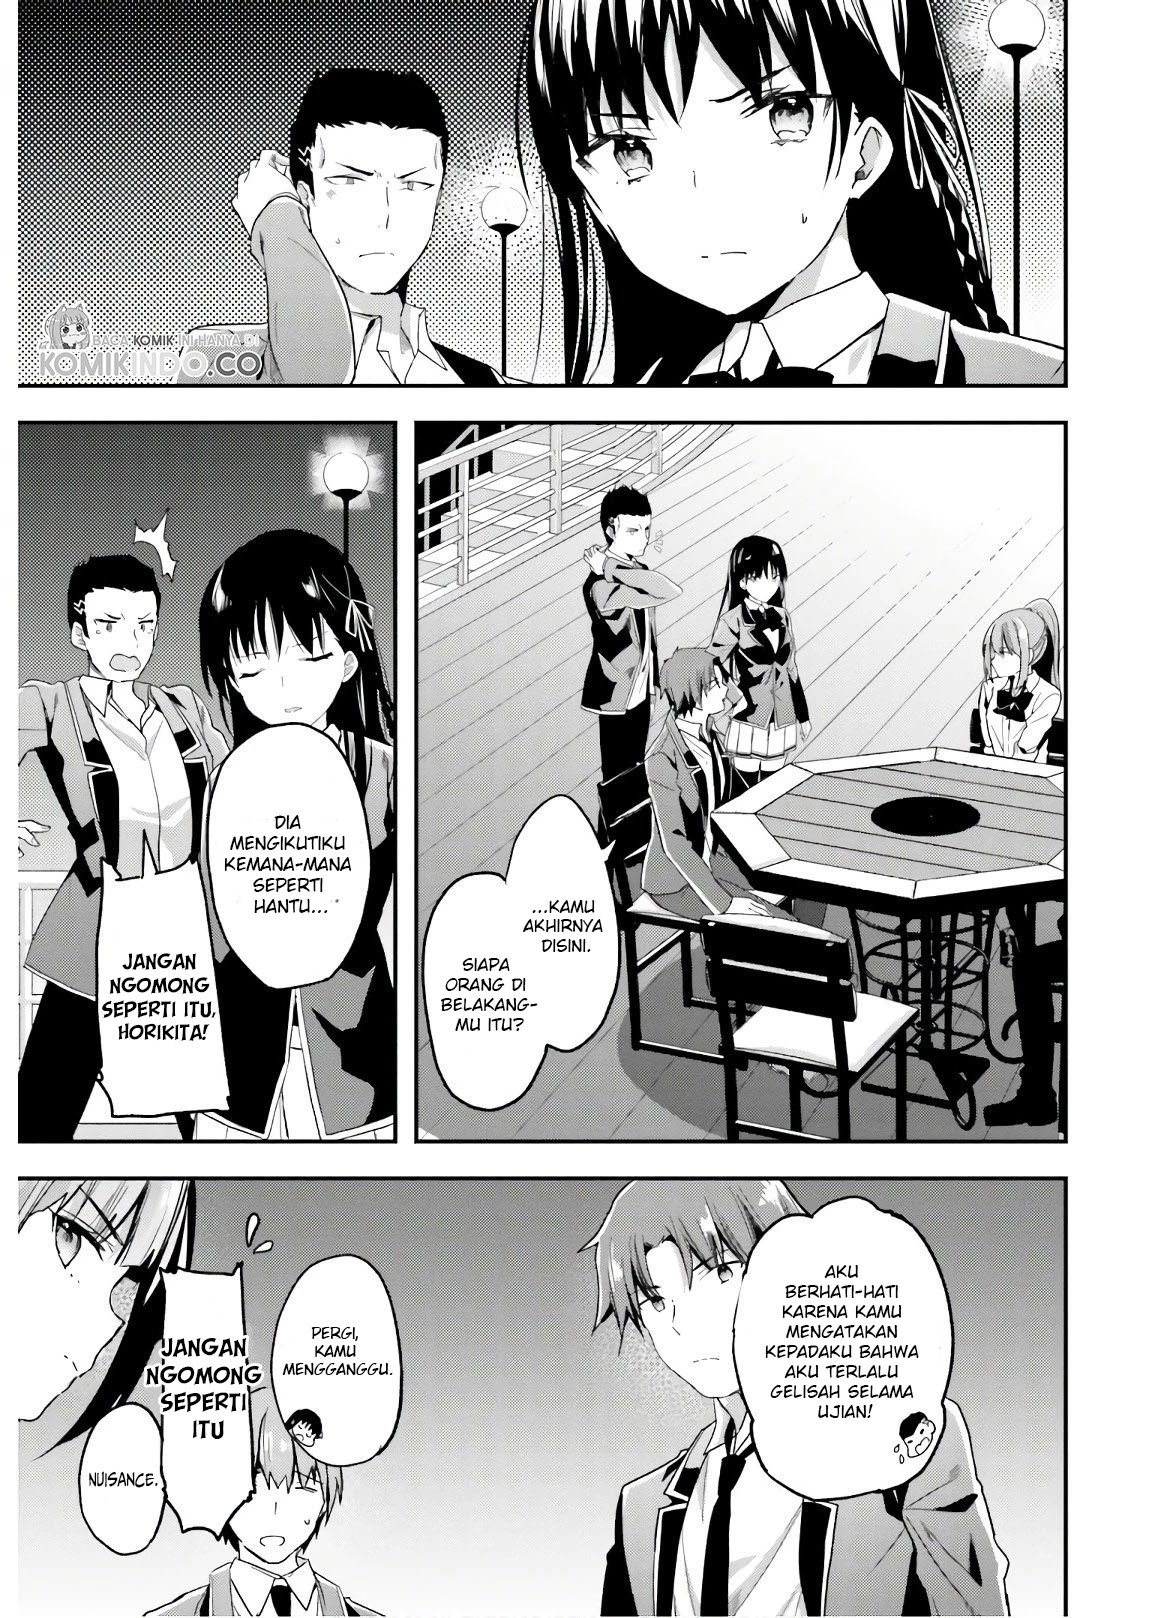 BACA KOMIK INI HANYA DI
KOMIKINDO.CO
...KAMU
AKHIRNYA
DISINI.
SIAPA
ORANG DI
BELAKANG-
MU ITU?
DIA
MENGIKUTIKU
KEMANA-MANA
SEPERTI
HANTU...
JANGAN
NGOMONG
SEPERTI ITU,
HORIKITA!
AKU
BERHATI-HATI
KARENA KAMU
MENGATAKAN
KEPADAKU BAHWA
AKU TERLALU
GELISAH SELAMA
UJIAN!
PERGI,
KAMU
MENGGANGGU.
JANGAN
NGOMONG
SEPERTI
ITU
NUISANCE.